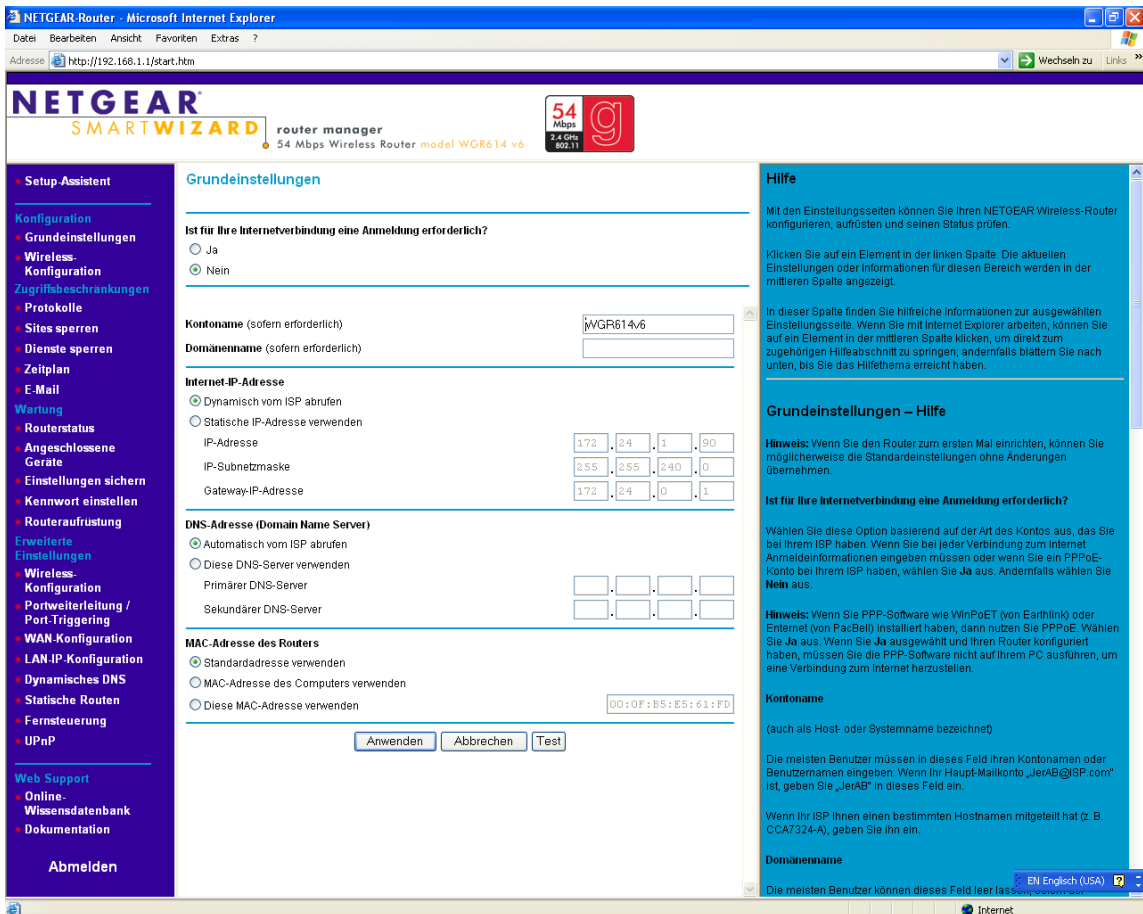 NETGEAR-Router - Microsoft Internet Explorer
Datei Bearbeiten Ansicht Favoriten Extras ?
Adresse http://192.168.1.1/start.htm Wechseln zu Links »
NETGEAR
SMARTWIZARD router manager
54 Mbps Wireless Router model WGR614 v6
54
Mbps
2.4 GHz
802.11
g
Setup-Assistent
Konfiguration
Grundeinstellungen
Wireless-
Konfiguration
Zugriffsbeschränkungen
Protokolle
Sites sperren
Dienste sperren
Zeitplan
E-Mail
Wartung
Routerstatus
Angeschlossene
Geräte
Einstellungen sichern
Kennwort einstellen
Routeraufrüstung
Erweiterte
Einstellungen
Wireless-
Konfiguration
Portweiterleitung /
Port-Triggering
WAN-Konfiguration
LAN-IP-Konfiguration
Dynamisches DNS
Statische Routen
Fernsteuerung
UPnP
Web Support
Online-
Wissensdatenbank
Dokumentation
Abmelden
Grundeinstellungen
Ist für Ihre Internetverbindung eine Anmeldung erforderlich?
Ja
Nein
Kontoname (sofern erforderlich) WGR614v6
Domänenname (sofern erforderlich)
Internet-IP-Adresse
Dynamisch vom ISP abrufen
Statische IP-Adresse verwenden
IP-Adresse 172 . 24 . 1 . 90
IP-Subnetzmaske 255 . 255 . 240 . 0
Gateway-IP-Adresse 172 . 24 . 0 . 1
DNS-Adresse (Domain Name Server)
Automatisch vom ISP abrufen
Diese DNS-Server verwenden
Primärer DNS-Server . . .
Sekundärer DNS-Server . . .
MAC-Adresse des Routers
Standardadresse verwenden
MAC-Adresse des Computers verwenden
Diese MAC-Adresse verwenden 00:0F:B5:E5:61:FD
Anwenden Abbrechen Test
Hilfe
Mit den Einstellungsseiten können Sie Ihren NETGEAR Wireless-Router
konfigurieren, aufrüsten und seinen Status prüfen.
Klicken Sie auf ein Element in der linken Spalte. Die aktuellen
Einstellungen oder Informationen für diesen Bereich werden in der
mittleren Spalte angezeigt.
In dieser Spalte finden Sie hilfreiche Informationen zur ausgewählten
Einstellungsseite. Wenn Sie mit Internet Explorer arbeiten, können Sie
auf ein Element in der mittleren Spalte klicken, um direkt zum
zugehörigen Hilfeabschnitt zu springen; andernfalls blättern Sie nach
unten, bis Sie das Hilfethema erreicht haben.
Grundeinstellungen – Hilfe
Hinweis: Wenn Sie den Router zum ersten Mal einrichten, können Sie
möglicherweise die Standardeinstellungen ohne Änderungen
übernehmen.
Ist für Ihre Internetverbindung eine Anmeldung erforderlich?
Wählen Sie diese Option basierend auf der Art des Kontos aus, das Sie
bei Ihrem ISP haben. Wenn Sie bei jeder Verbindung zum Internet
Anmeldeinformationen eingeben müssen oder wenn Sie ein PPPoE-
Konto bei Ihrem ISP haben, wählen Sie Ja aus. Andernfalls wählen Sie
Nein aus.
Hinweis: Wenn Sie PPP-Software wie WinPoET (von Earthlink) oder
Enternet (von PacBell) installiert haben, dann nutzen Sie PPPoE. Wählen
Sie Ja aus. Wenn Sie Ja ausgewählt und Ihren Router konfiguriert
haben, müssen Sie die PPP-Software nicht auf Ihrem PC ausführen, um
eine Verbindung zum Internet herzustellen.
Kontoname
(auch als Host- oder Systemname bezeichnet)
Die meisten Benutzer müssen in dieses Feld ihren Kontonamen oder
Benutzernamen eingeben. Wenn Ihr Haupt-Mailkonto „JerAB@ISP.com"
ist, geben Sie „JerAB" in dieses Feld ein.
Wenn Ihr ISP Ihnen einen bestimmten Hostnamen mitgeteilt hat (z. B.
CCA7324-A), geben Sie ihn ein.
Domänenname
Die meisten Benutzer können dieses Feld leer
EN Englisch (USA)
Internet